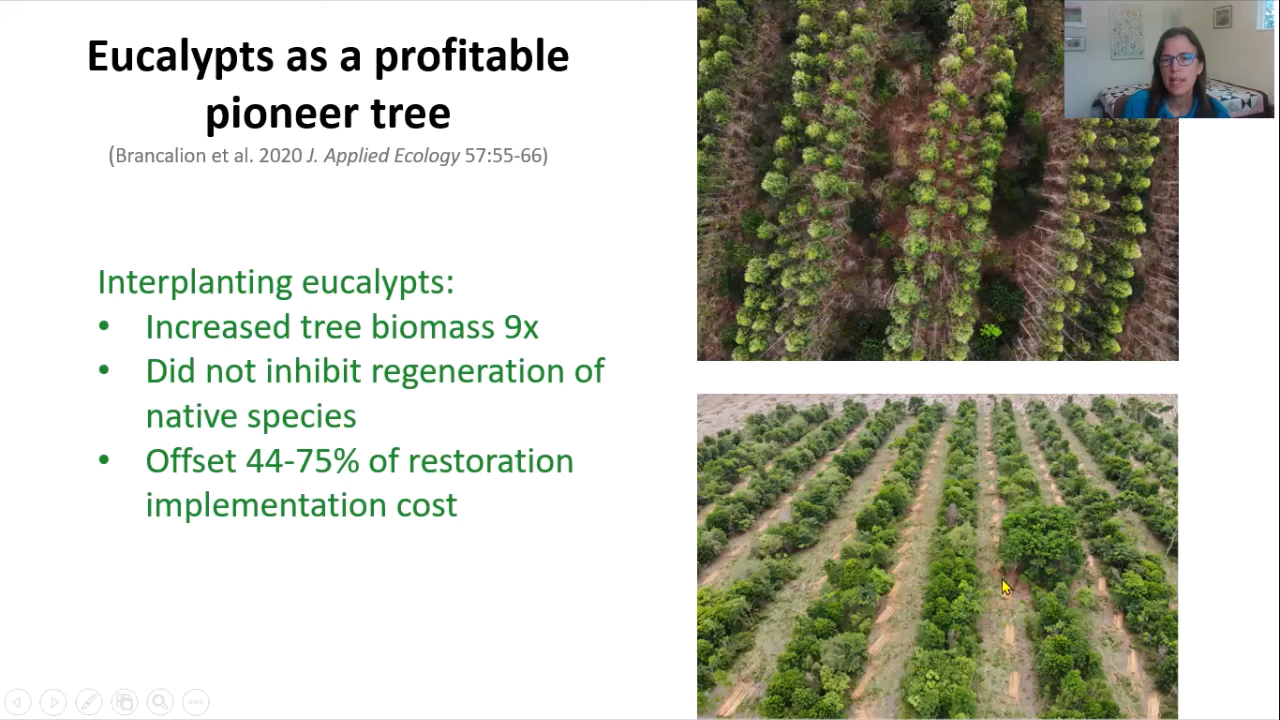 Eucalypts as a profitable
pioneer tree
(Brancalion et al. 2020 J. Applied Ecology 57:55-66)
Interplanting eucalypts:
• Increased tree biomass 9x
• Did not inhibit regeneration of
native species
• Offset 44-75% of restoration
implementation cost